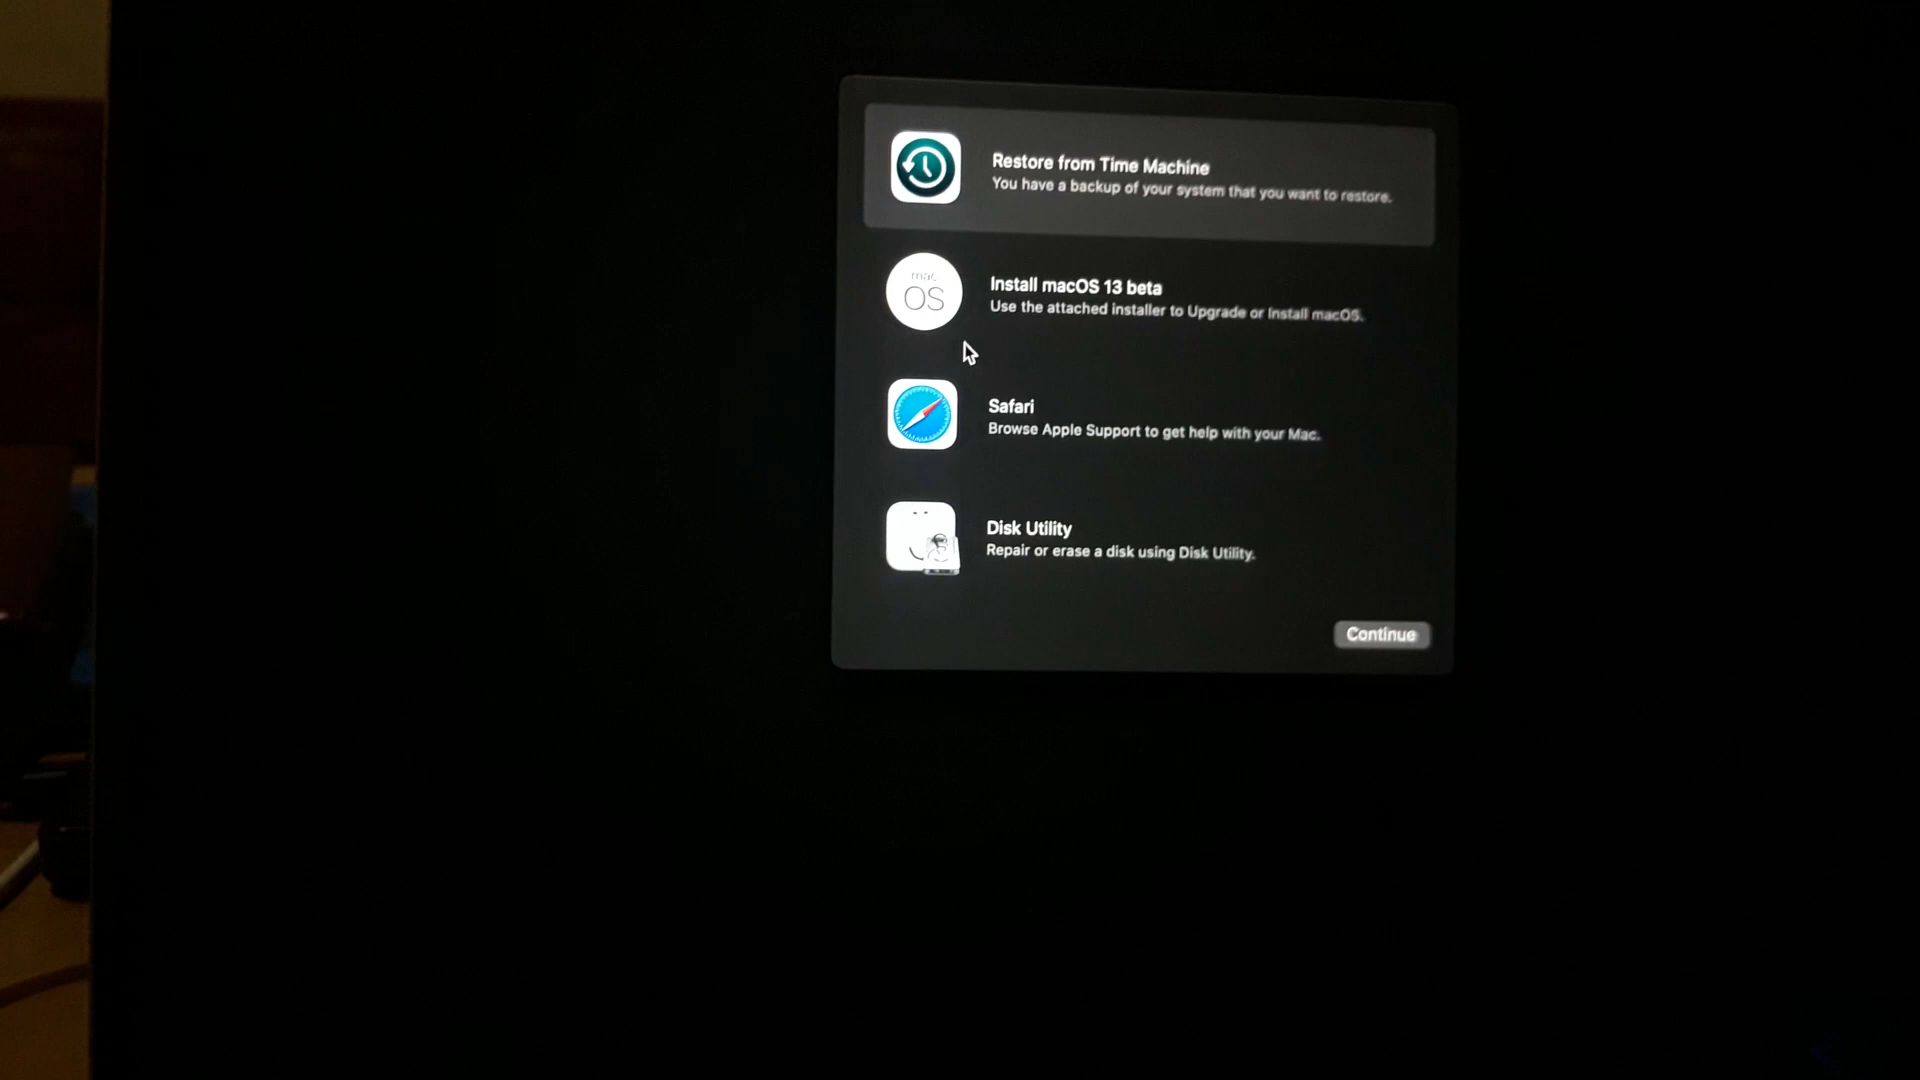 Restore from Time Machine
You have a backup of your system that you want to restore.
mac
OS
Install macOS 13 beta
Use the attached installer to Upgrade or Install macOS.
Safari
Browse Apple Support to get help with your Mac.
Disk Utility
Repair or erase a disk using Disk Utility.
Continue